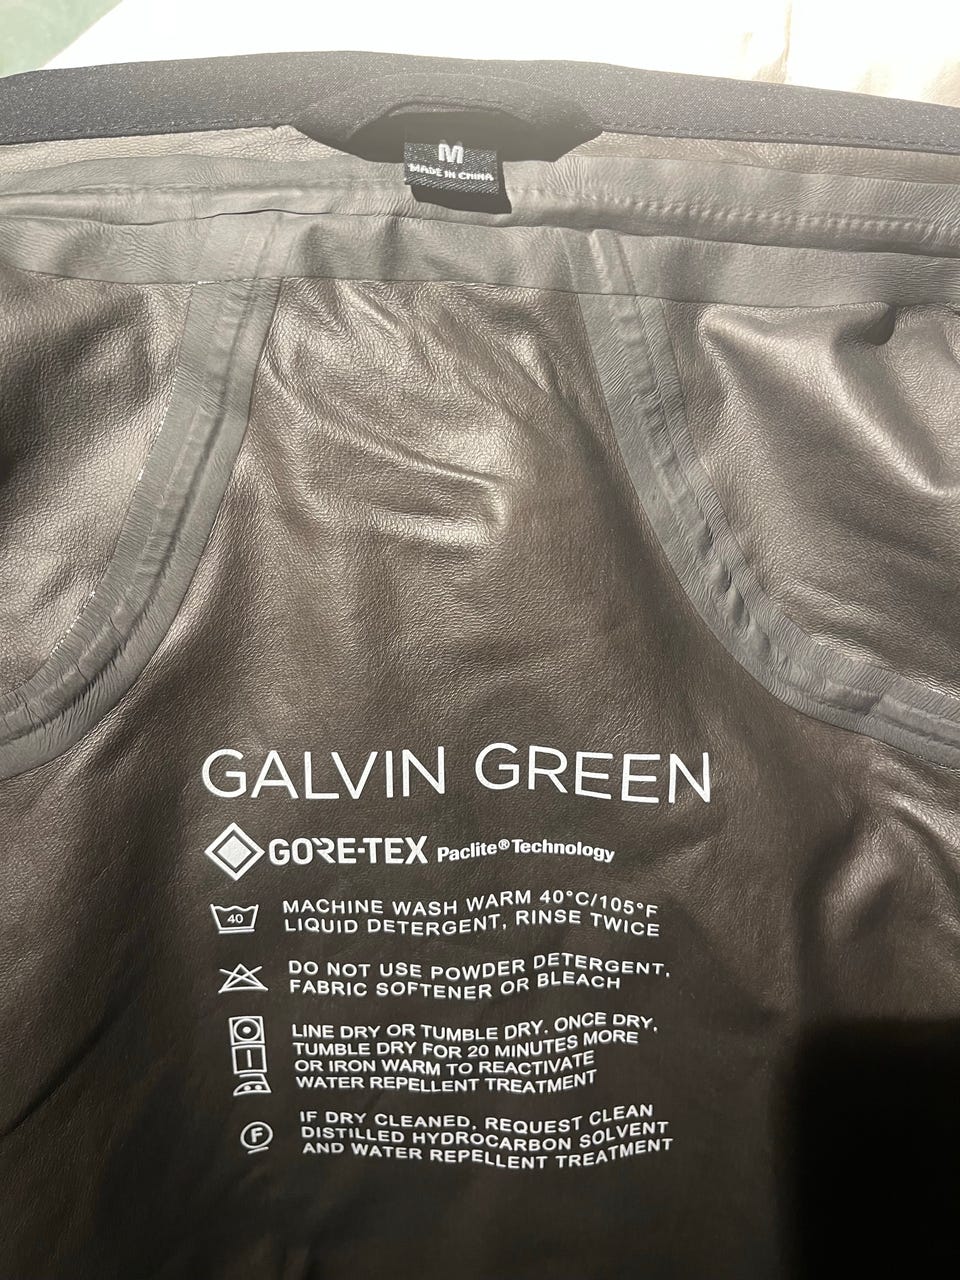 M
MADE IN CHINA
GALVIN GREEN
GORE-TEX Paclite® Technology
40
MACHINE WASH WARM 40°C/105°F
LIQUID DETERGENT, RINSE TWICE
DO NOT USE POWDER DETERGENT,
FABRIC SOFTENER OR BLEACH
LINE DRY OR TUMBLE DRY. ONCE DRY,
TUMBLE DRY FOR 20 MINUTES MORE
OR IRON WARM TO REACTIVATE
WATER REPELLENT TREATMENT
F
IF DRY CLEANED, REQUEST CLEAN
DISTILLED HYDROCARBON SOLVENT
AND WATER REPELLENT TREATMENT